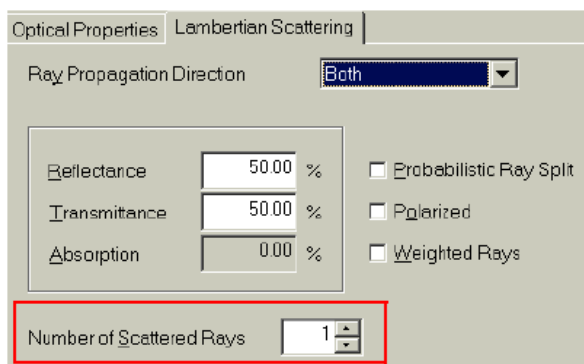 Optical Properties Lambertian Scattering
Ray Propagation Direction Both
Reflectance 50.00 % Probabilistic Ray Split
Transmittance 50.00 % Polarized
Absorption 0.00 % Weighted Rays
Number of Scattered Rays 1